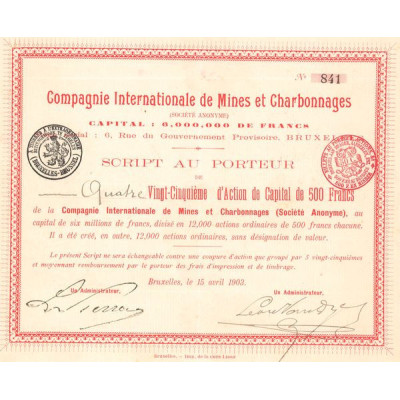 No 841
Compagnie Internationale de Mines et Charbonnages
(SOCIÉTÉ ANONYME)
CAPITAL : 6.000.000 DE FRANCS
: 6, Rue du Gouvernement Provisoire, BRUXEL
SCRIPT AU PORTEUR
DE
Quatre Vingt-Cinquième d'Action de Capital de 500 Francs
de la Compagnie Internationale de Mines et Charbonnages (Société Anonyme), au
capital de six millions de francs, divisé en 12,000 actions ordinaires de 500 francs chacune.
Il a été créé, en outre, 12,000 actions ordinaires, sans désignation de valeur.
Le présent Script ne sera échangeable contre une coupure d'action que groupé par 5 vingt-cinquièmes
et moyennant remboursement par le porteur des frais d'impression et de timbrage.
Bruxelles, le 15 avril 1903.
Un Administrateur, Un Administrateur,